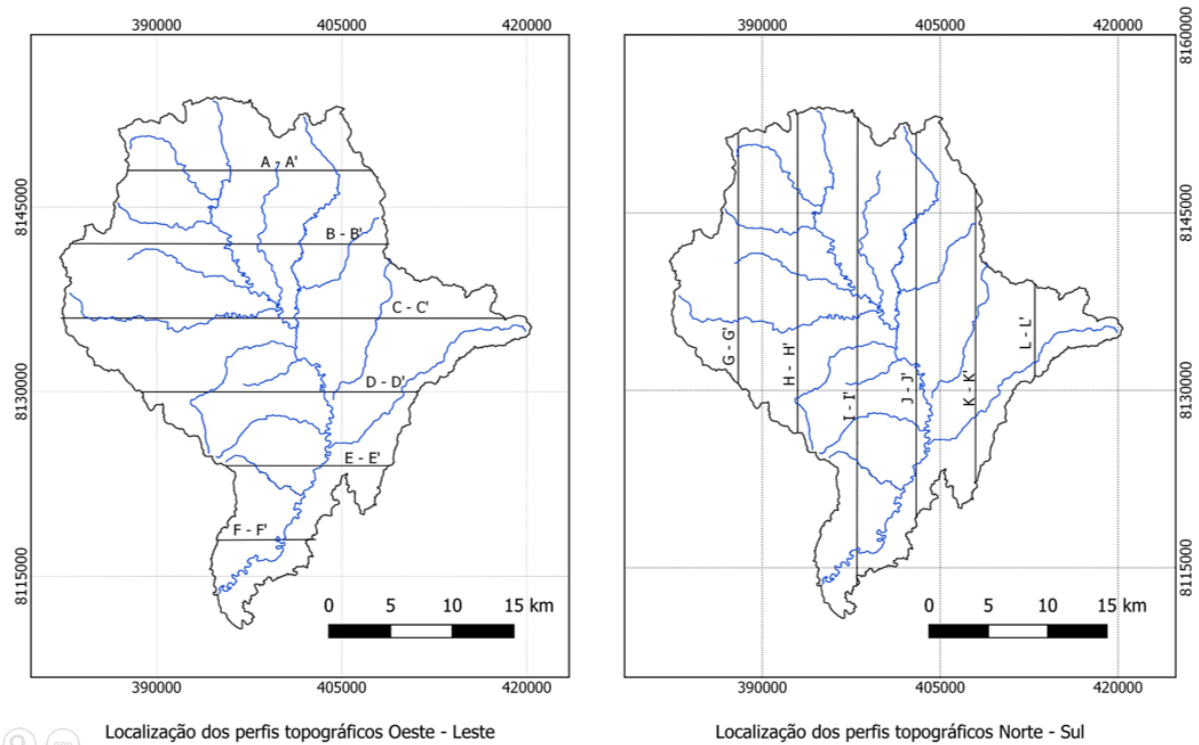 390000 405000 420000
390000 405000 420000
8160000
8145000
8130000
8115000
A - A'
B - B'
C - C'
D - D'
E - E'
F - F'
0 5 10 15 km
390000 405000 420000
Localização dos perfis topográficos Oeste - Leste
8145000
8130000
8115000
G - G'
H - H'
I - I'
J - J'
K - K'
L - L'
0 5 10 15 km
390000 405000 420000
Localização dos perfis topográficos Norte - Sul